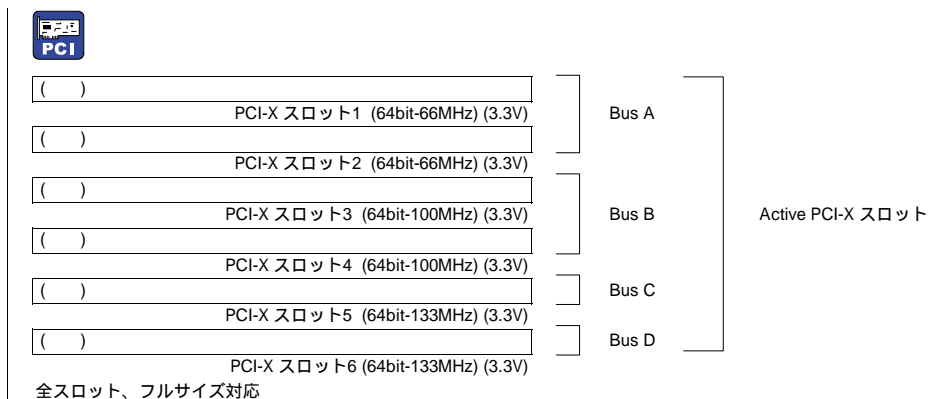 PCI
(　　)
PCI-X スロット1 (64bit-66MHz) (3.3V)
Bus A
(　　)
PCI-X スロット2 (64bit-66MHz) (3.3V)
(　　)
PCI-X スロット3 (64bit-100MHz) (3.3V)
Bus B
Active PCI-X スロット
(　　)
PCI-X スロット4 (64bit-100MHz) (3.3V)
(　　)
Bus C
PCI-X スロット5 (64bit-133MHz) (3.3V)
(　　)
Bus D
PCI-X スロット6 (64bit-133MHz) (3.3V)
全スロット、フルサイズ対応